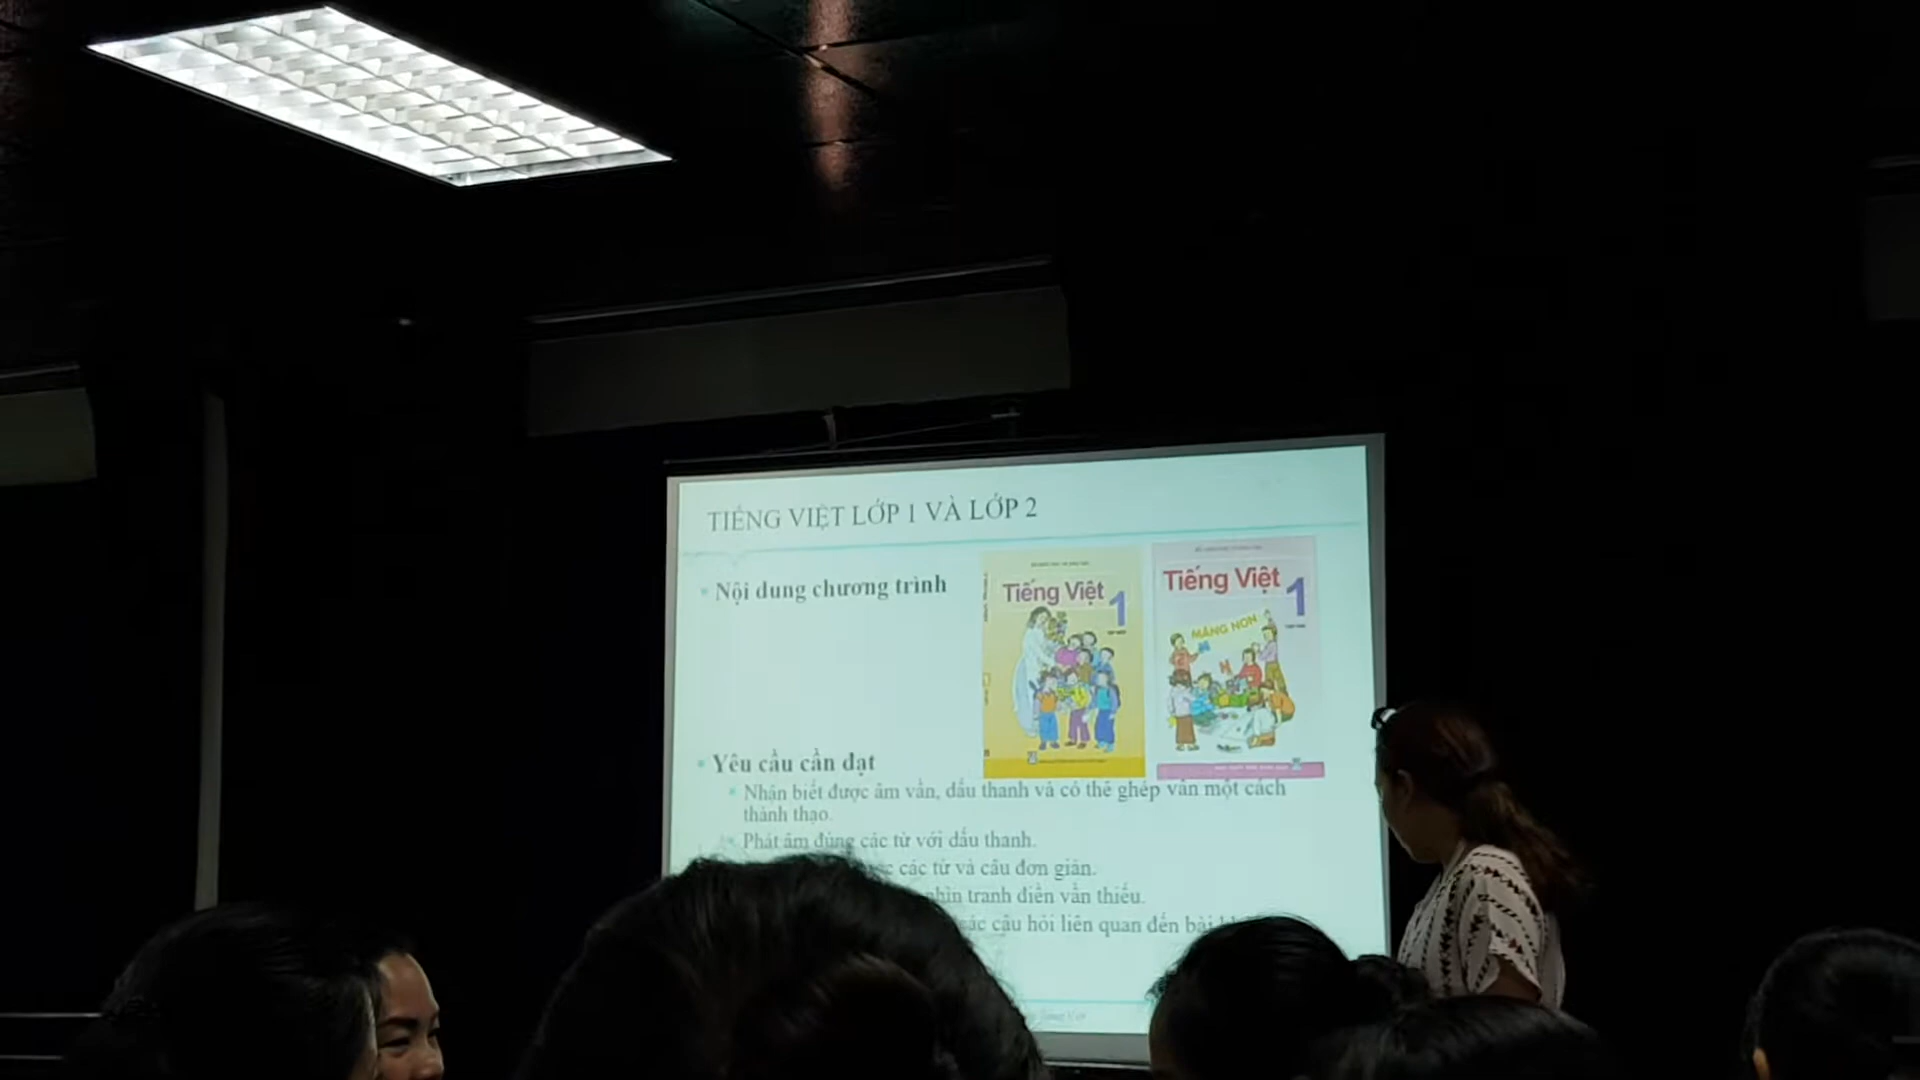 TIẾNG VIỆT LỚP 1 VÀ LỚP 2
Nội dung chương trình
Tiếng Việt 1
Tiếng Việt 1
MĂNG NON
Yêu cầu cần đạt
Nhận biết được âm vần, dấu thanh và có thể ghép vần một cách
thành thạo.
Phát âm đúng các từ với dấu thanh.
các từ và câu đơn giản.
nhìn tranh điền vần thiếu.
các câu hỏi liên quan đến bài